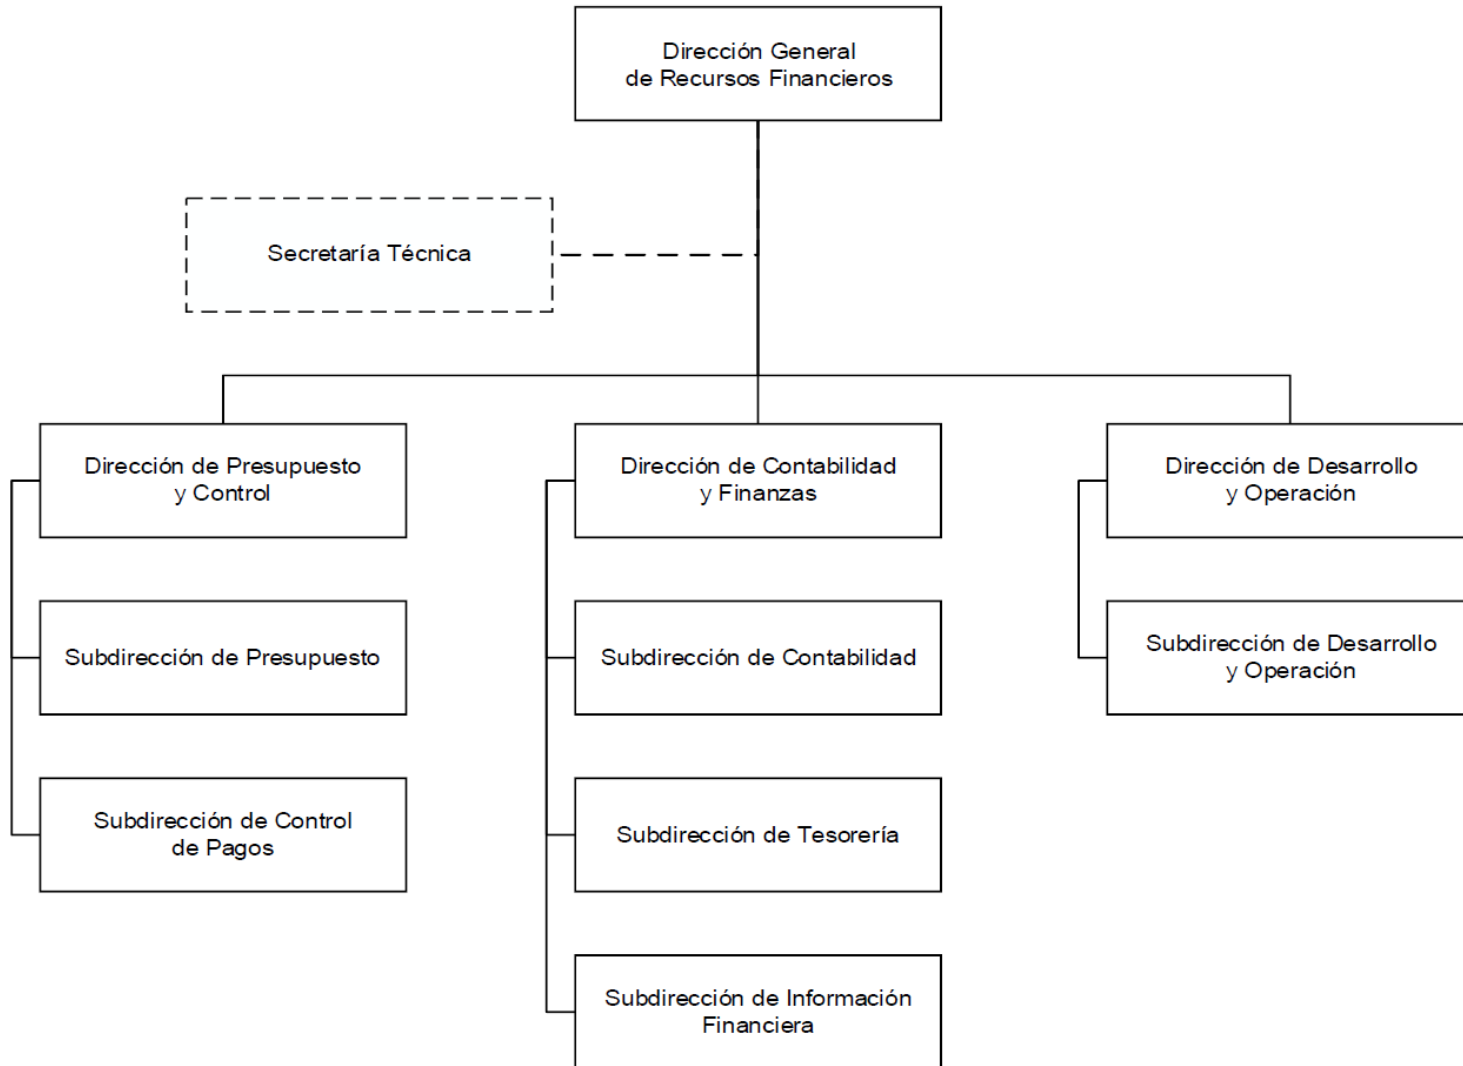 Dirección General
de Recursos Financieros
Secretaría Técnica
Dirección de Presupuesto
y Control
Dirección de Contabilidad
y Finanzas
Dirección de Desarrollo
y Operación
Subdirección de Presupuesto
Subdirección de Contabilidad
Subdirección de Desarrollo
y Operación
Subdirección de Control
de Pagos
Subdirección de Tesorería
Subdirección de Información
Financiera